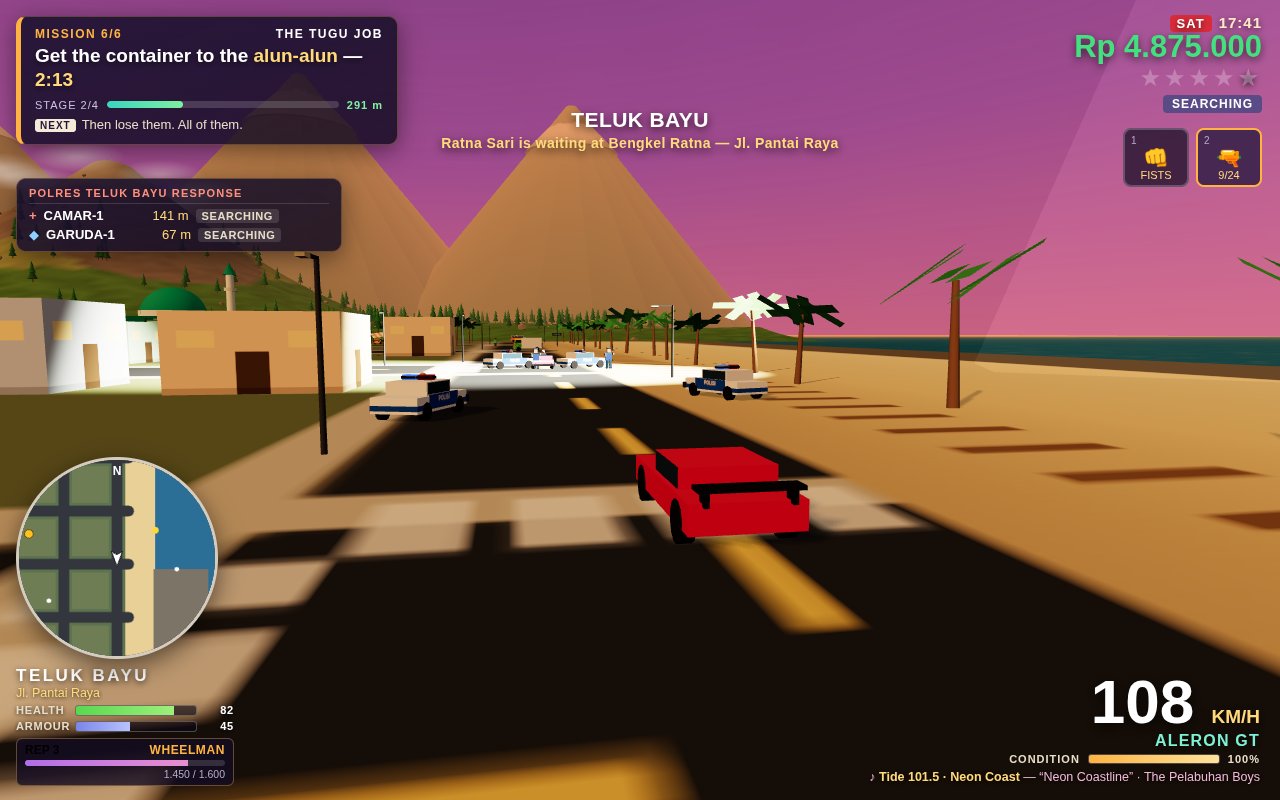 MISSION 6/6 THE TUGU JOB
Get the container to the alun-alun —
2:13
STAGE 2/4 291 m
NEXT Then lose them. All of them.
POLRES TELUK BAYU RESPONSE
+ CAMAR-1 141 m SEARCHING
◆ GARUDA-1 67 m SEARCHING
TELUK BAYU
Ratna Sari is waiting at Bengkel Ratna — Jl. Pantai Raya
SAT 17:41
Rp 4.875.000
SEARCHING
1 2
FISTS 9/24
POLISI
POLISI
N
TELUK BAYU
Jl. Pantai Raya
HEALTH 82
ARMOUR 45
REP 3 WHEELMAN
1.450 / 1.600
108 KM/H
ALERON GT
CONDITION 100%
♪ Tide 101.5 · Neon Coast — “Neon Coastline” · The Pelabuhan Boys